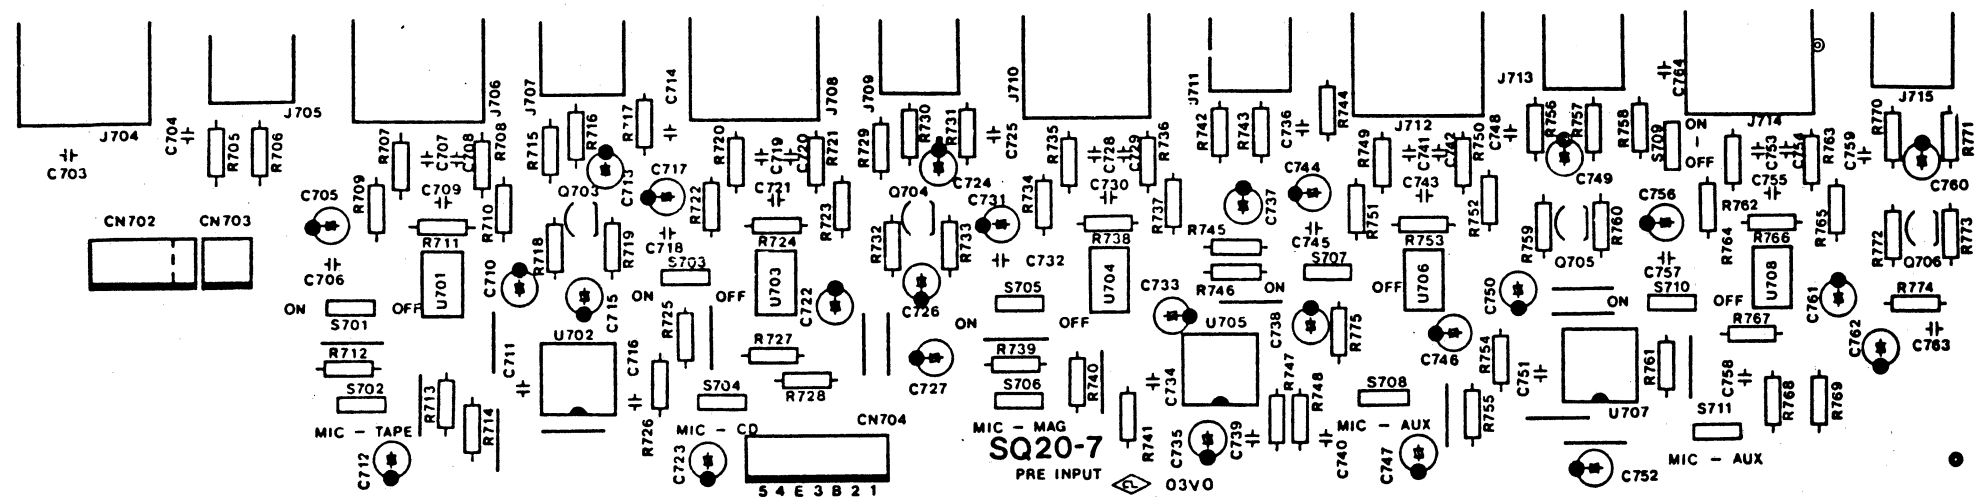 J704
J705
J706
J707
J708
J709
J710
J711
J712
J713
J714
J715
C703
C704
R705
R706
CN702
CN703
C705
C706
R707
C707
C708
R708
R709
C709
R710
R711
U701
C710
ON
OFF
S701
R712
S702
R713
R714
C711
MIC – TAPE
C712
R715
R716
R717
C714
C713
C717
Q703
R718
R719
C718
C715
U702
C716
R720
C719
C720
R721
R722
C721
R723
R724
S703
ON
OFF
U703
C722
R725
R726
R727
R728
S704
MIC – CD
C723
CN704
5 4 E 3 B 2 1
R729
R730
R731
C725
C724
Q704
R732
R733
C726
C727
C731
C732
R734
R735
C728
C729
R736
C730
R737
R738
U704
S705
ON
OFF
R739
S706
R740
R741
MIC – MAG
SQ20-7
PRE INPUT
03V0
C733
C734
C735
R742
R743
C736
R744
C737
C744
R745
R746
C745
U705
C738
C739
R747
R748
C740
R749
C741
C742
R750
C748
R751
C743
R752
R753
S707
ON
OFF
U706
R775
C746
S708
MIC – AUX
C747
R754
R755
C751
R756
R757
R758
S709
ON
–
OFF
C764
C749
C756
R759
R760
Q705
C750
C757
S710
ON
OFF
U707
R761
C752
C753
C754
R763
C759
R762
C755
R764
R765
R766
U708
R767
C758
R768
R769
S711
MIC – AUX
C761
C762
R770
R771
C760
R772
R773
Q706
R774
C763